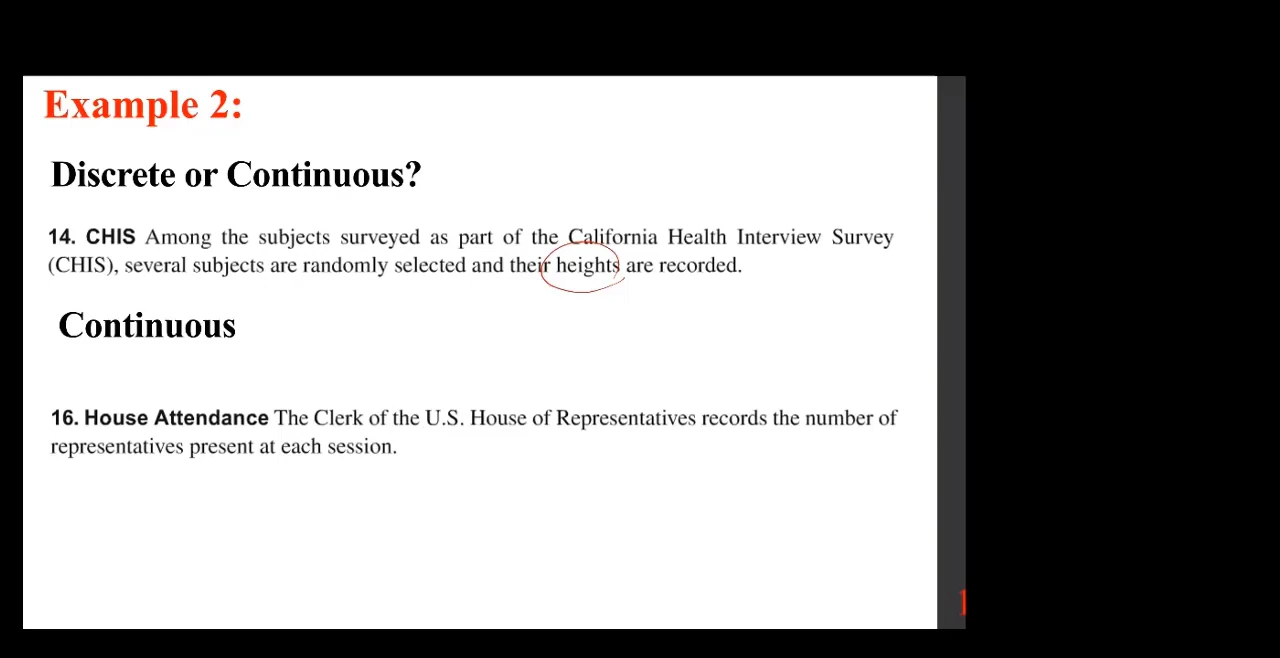 Example 2:
Discrete or Continuous?
14. CHIS Among the subjects surveyed as part of the California Health Interview Survey
(CHIS), several subjects are randomly selected and their heights are recorded.
Continuous
16. House Attendance The Clerk of the U.S. House of Representatives records the number of
representatives present at each session.